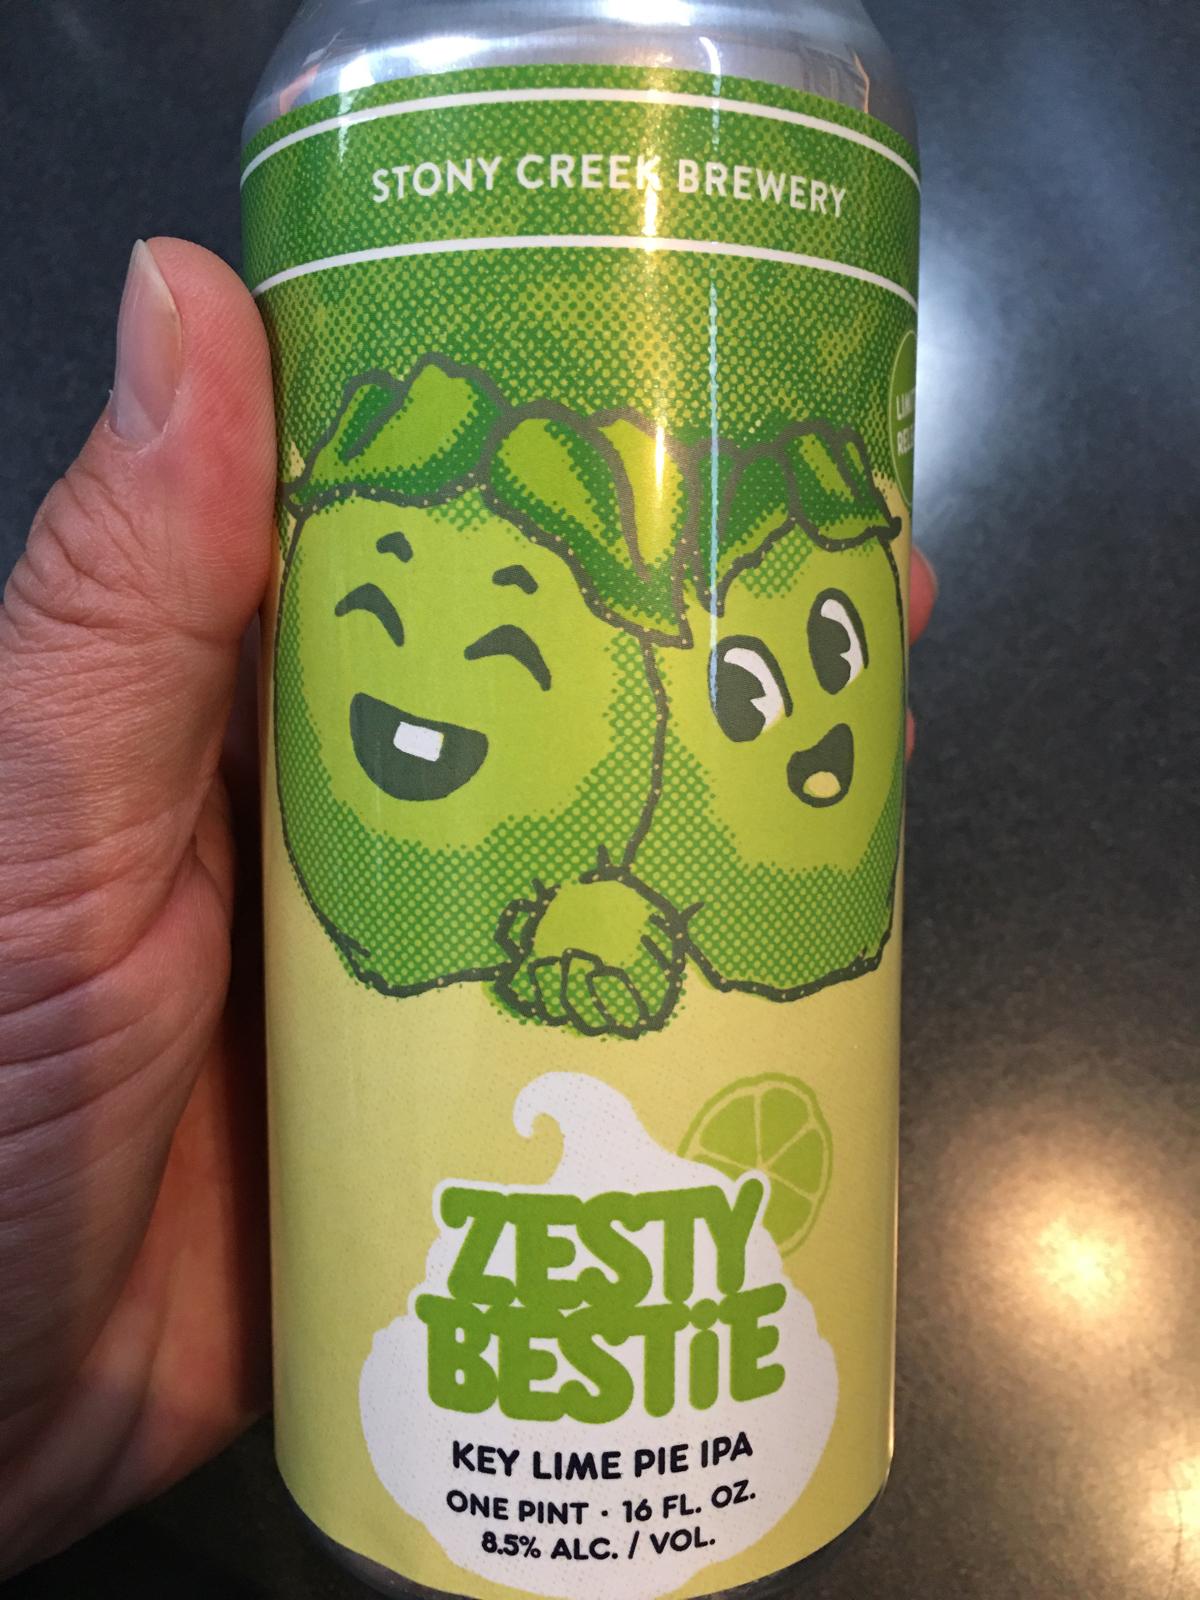 STONY CREEK BREWERY
ZESTY
BESTiE
KEY LIME PIE IPA
ONE PINT · 16 FL. OZ.
8.5% ALC. / VOL.